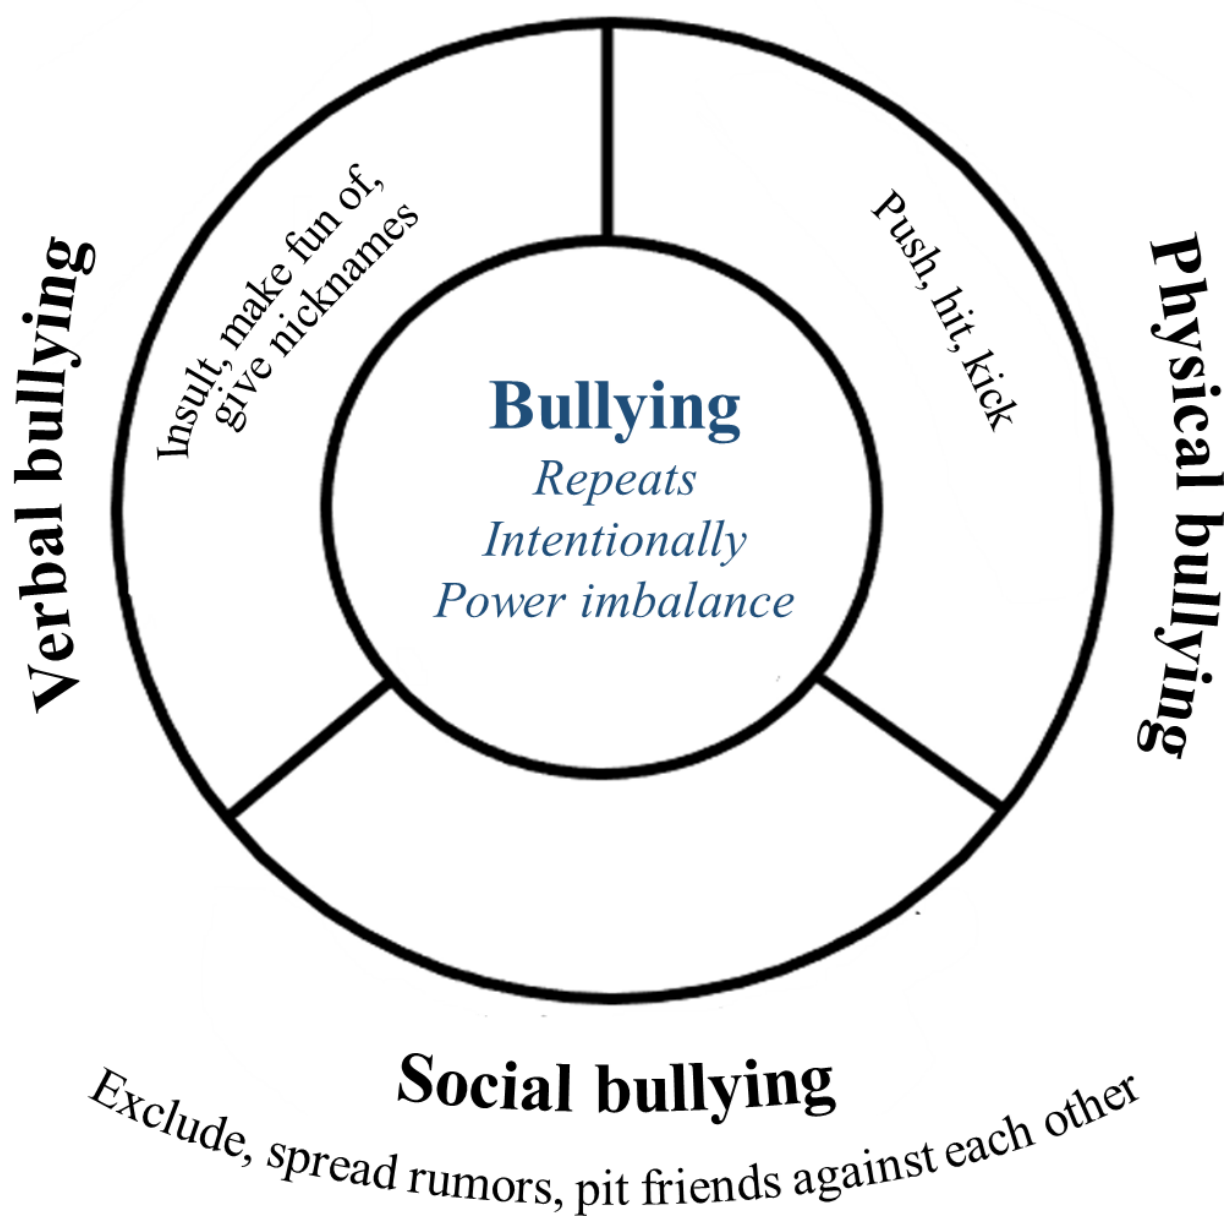 Insult, make fun of,
give nicknames
Push, hit, kick
Verbal bullying
Physical bullying
Bullying
Repeats
Intentionally
Power imbalance
Social bullying
Exclude, spread rumors, pit friends against each other